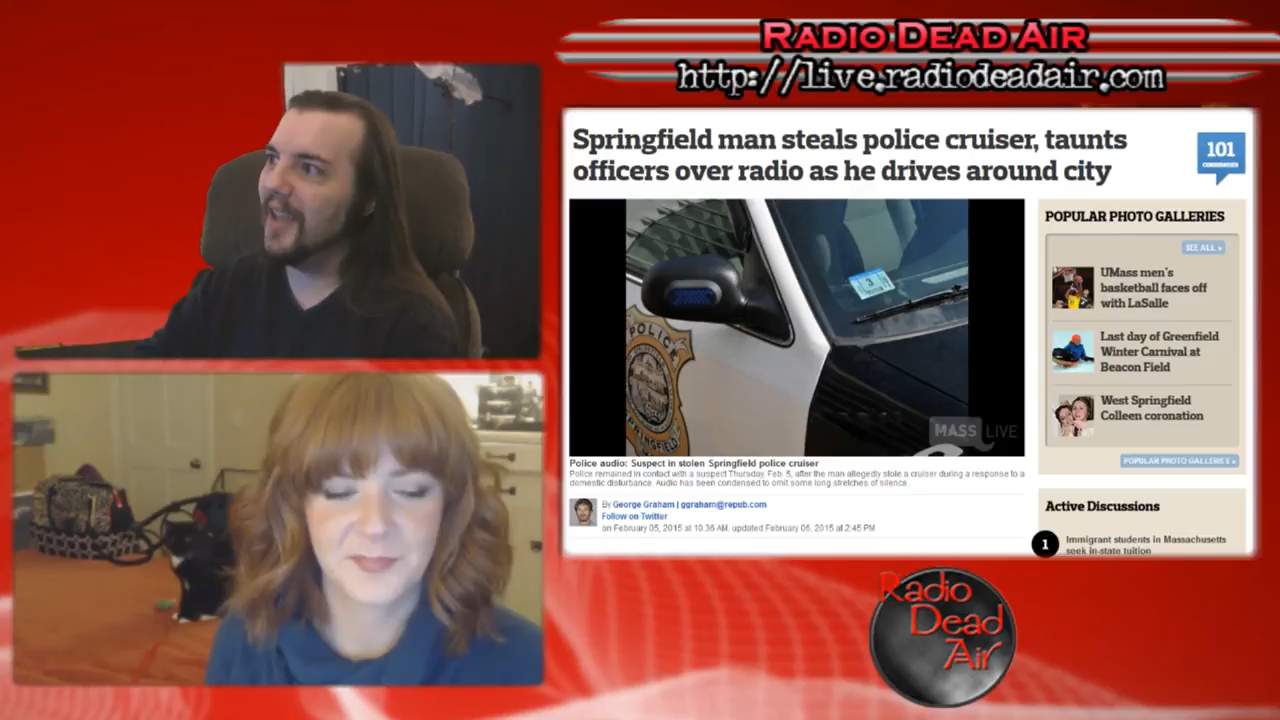 RADIO DEAD AIR
http://live.radiodeadair.com
Springfield man steals police cruiser, taunts
officers over radio as he drives around city
101
COMMENTS
POPULAR PHOTO GALLERIES
SEE ALL »
UMass men's
basketball faces off
with LaSalle
Last day of Greenfield
Winter Carnival at
Beacon Field
West Springfield
Colleen coronation
POPULAR PHOTO GALLERIES »
3
POLICE
SPRINGFIELD
MASS LIVE
Police audio: Suspect in stolen Springfield police cruiser
Police remained in contact with a suspect Thursday, Feb. 5, after the man allegedly stole a cruiser during a response to a
domestic disturbance. Audio has been condensed to omit some long stretches of silence.
By George Graham | ggraham@repub.com
Follow on Twitter
on February 05, 2015 at 10:36 AM, updated February 06, 2015 at 2:45 PM
Active Discussions
1
Immigrant students in Massachusetts
seek in-state tuition
Radio
Dead
Air